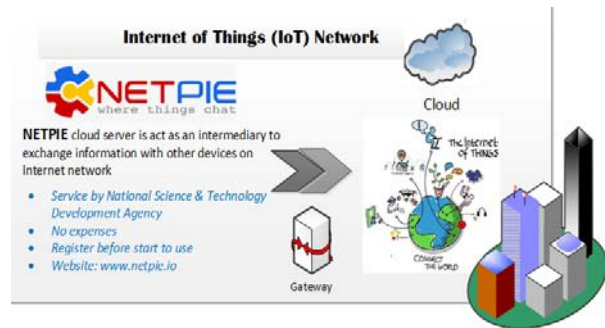 Internet of Things (IoT) Network
NETPIE
where things chat
Cloud
NETPIE cloud server is act as an intermediary to
exchange information with other devices on
Internet network
• Service by National Science & Technology
Development Agency
• No expenses
• Register before start to use
• Website: www.netpie.io
Gateway
The Internet
of THINGS
CONNECT
THE WORLD